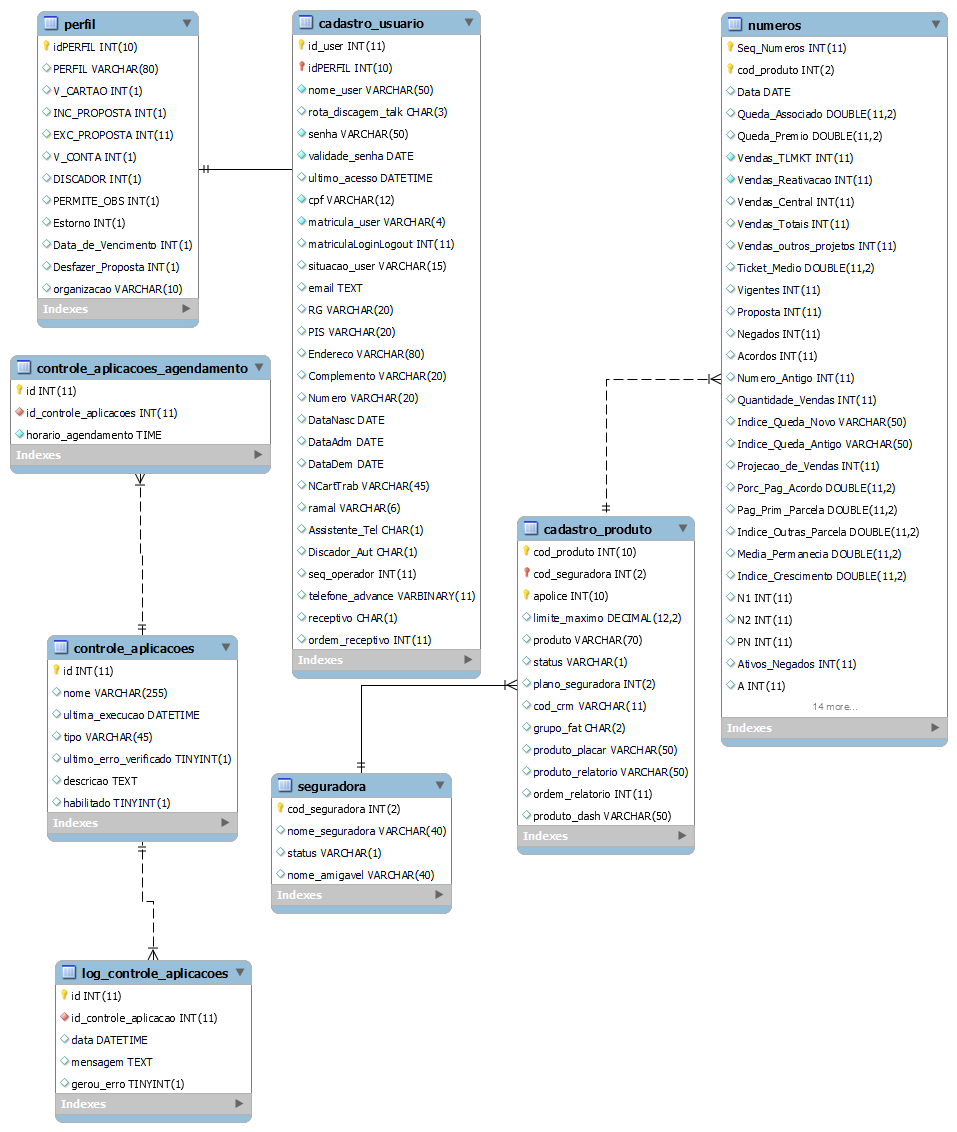 perfil
idPERFIL INT(10)
PERFIL VARCHAR(80)
V_CARTAO INT(1)
INC_PROPOSTA INT(1)
EXC_PROPOSTA INT(11)
V_CONTA INT(1)
DISCADOR INT(1)
PERMITE_OBS INT(1)
Estorno INT(1)
Data_de_Vencimento INT(1)
Desfazer_Proposta INT(1)
organizacao VARCHAR(10)
Indexes
cadastro_usuario
id_user INT(11)
idPERFIL INT(10)
nome_user VARCHAR(50)
rota_discagem_talk CHAR(3)
senha VARCHAR(50)
validade_senha DATE
ultimo_acesso DATETIME
cpf VARCHAR(12)
matricula_user VARCHAR(4)
matriculaLoginLogout INT(11)
situacao_user VARCHAR(15)
email TEXT
RG VARCHAR(20)
PIS VARCHAR(20)
Endereco VARCHAR(80)
Complemento VARCHAR(20)
Numero VARCHAR(20)
DataNasc DATE
DataAdm DATE
DataDem DATE
NCartTrab VARCHAR(45)
ramal VARCHAR(6)
Assistente_Tel CHAR(1)
Discador_Aut CHAR(1)
seq_operador INT(11)
telefone_advance VARBINARY(11)
receptivo CHAR(1)
ordem_receptivo INT(11)
Indexes
numeros
Seq_Numeros INT(11)
cod_produto INT(2)
Data DATE
Queda_Associado DOUBLE(11,2)
Queda_Premio DOUBLE(11,2)
Vendas_TLMKT INT(11)
Vendas_Reativacao INT(11)
Vendas_Central INT(11)
Vendas_Totais INT(11)
Vendas_outros_projetos INT(11)
Ticket_Medio DOUBLE(11,2)
Vigentes INT(11)
Proposta INT(11)
Negados INT(11)
Acordos INT(11)
Numero_Antigo INT(11)
Quantidade_Vendas INT(11)
Indice_Queda_Novo VARCHAR(50)
Indice_Queda_Antigo VARCHAR(50)
Projecao_de_Vendas INT(11)
Porc_Pag_Acordo DOUBLE(11,2)
Pag_Prim_Parcela DOUBLE(11,2)
Indice_Outras_Parcela DOUBLE(11,2)
Media_Permanecia DOUBLE(11,2)
Indice_Crescimento DOUBLE(11,2)
N1 INT(11)
N2 INT(11)
PN INT(11)
Ativos_Negados INT(11)
A INT(11)
14 more...
Indexes
controle_aplicacoes_agendamento
id INT(11)
id_controle_aplicacoes INT(11)
horario_agendamento TIME
Indexes
cadastro_produto
cod_produto INT(10)
cod_seguradora INT(2)
apolice INT(10)
limite_maximo DECIMAL(12,2)
produto VARCHAR(70)
status VARCHAR(1)
plano_seguradora INT(2)
cod_crm VARCHAR(11)
grupo_fat CHAR(2)
produto_placar VARCHAR(50)
produto_relatorio VARCHAR(50)
ordem_relatorio INT(11)
produto_dash VARCHAR(50)
Indexes
controle_aplicacoes
id INT(11)
nome VARCHAR(255)
ultima_execucao DATETIME
tipo VARCHAR(45)
ultimo_erro_verificado TINYINT(1)
descricao TEXT
habilitado TINYINT(1)
Indexes
seguradora
cod_seguradora INT(2)
nome_seguradora VARCHAR(40)
status VARCHAR(1)
nome_amigavel VARCHAR(40)
Indexes
log_controle_aplicacoes
id INT(11)
id_controle_aplicacao INT(11)
data DATETIME
mensagem TEXT
gerou_erro TINYINT(1)
Indexes